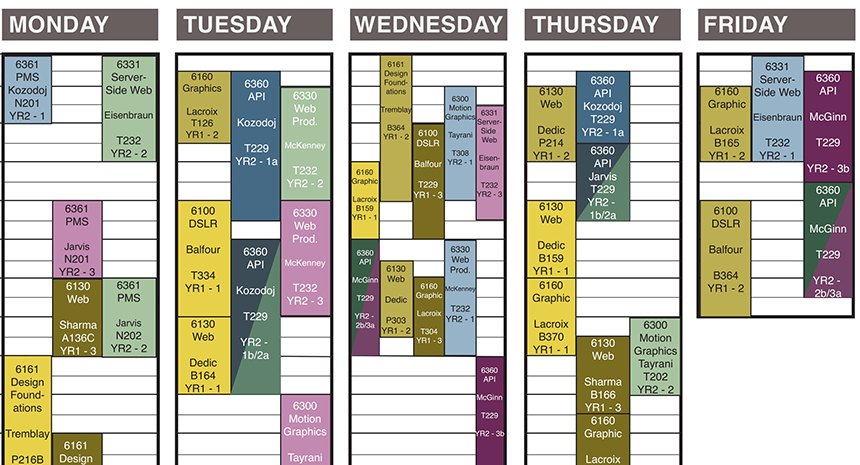 MONDAY
TUESDAY
WEDNESDAY
THURSDAY
FRIDAY
6361
PMS
Kozodoj
N201
YR2 - 1
6331
Server-
Side Web
Eisenbraun
T232
YR2 - 2
6361
PMS
Jarvis
N201
YR2 - 3
6130
Web
Sharma
A136C
YR1 - 3
6361
PMS
Jarvis
N202
YR2 - 2
6161
Design
Found-
ations
Tremblay
P216B
6161
Design
6160
Graphics
Lacroix
T126
YR1 - 2
6360
API
Kozodoj
T229
YR2 - 1a
6330
Web
Prod.
McKenney
T232
YR2 - 2
6100
DSLR
Balfour
T334
YR1 - 1
6330
Web
Prod.
McKenney
T232
YR2 - 3
6360
API
Kozodoj
T229
YR2 -
1b/2a
6130
Web
Dedic
B164
YR1 - 1
6300
Motion
Graphics
Tayrani
6161
Design
Found-
ations
Tremblay
B364
YR1 - 2
6300
Motion
Graphics
Tayrani
T308
YR2 - 1
6331
Server-
Side
Web
Eisen-
braun
T232
YR2 - 3
6100
DSLR
Balfour
T229
YR1 - 3
6160
Graphic
Lacroix
B159
YR1 - 1
6360
API
McGinn
T229
YR2 -
2b/3a
6130
Web
Dedic
P303
YR1 - 2
6160
Graphic
Lacroix
T304
YR1 - 3
6330
Web
Prod.
McKenney
T232
YR2 - 1
6360
API
McGinn
T229
YR2 - 3b
6130
Web
Dedic
P214
YR1 - 2
6360
API
Kozodoj
T229
YR2 - 1a
6360
API
Jarvis
T229
YR2 -
1b/2a
6130
Web
Dedic
B159
YR1 - 1
6160
Graphic
Lacroix
B370
YR1 - 1
6130
Web
Sharma
B166
YR1 - 3
6300
Motion
Graphics
Tayrani
T202
YR2 - 2
6160
Graphic
Lacroix
6160
Graphic
Lacroix
B165
YR1 - 2
6331
Server-
Side Web
Eisenbraun
T232
YR2 - 1
6360
API
McGinn
T229
YR2 - 3b
6100
DSLR
Balfour
B364
YR1 - 2
6360
API
McGinn
T229
YR2 -
2b/3a